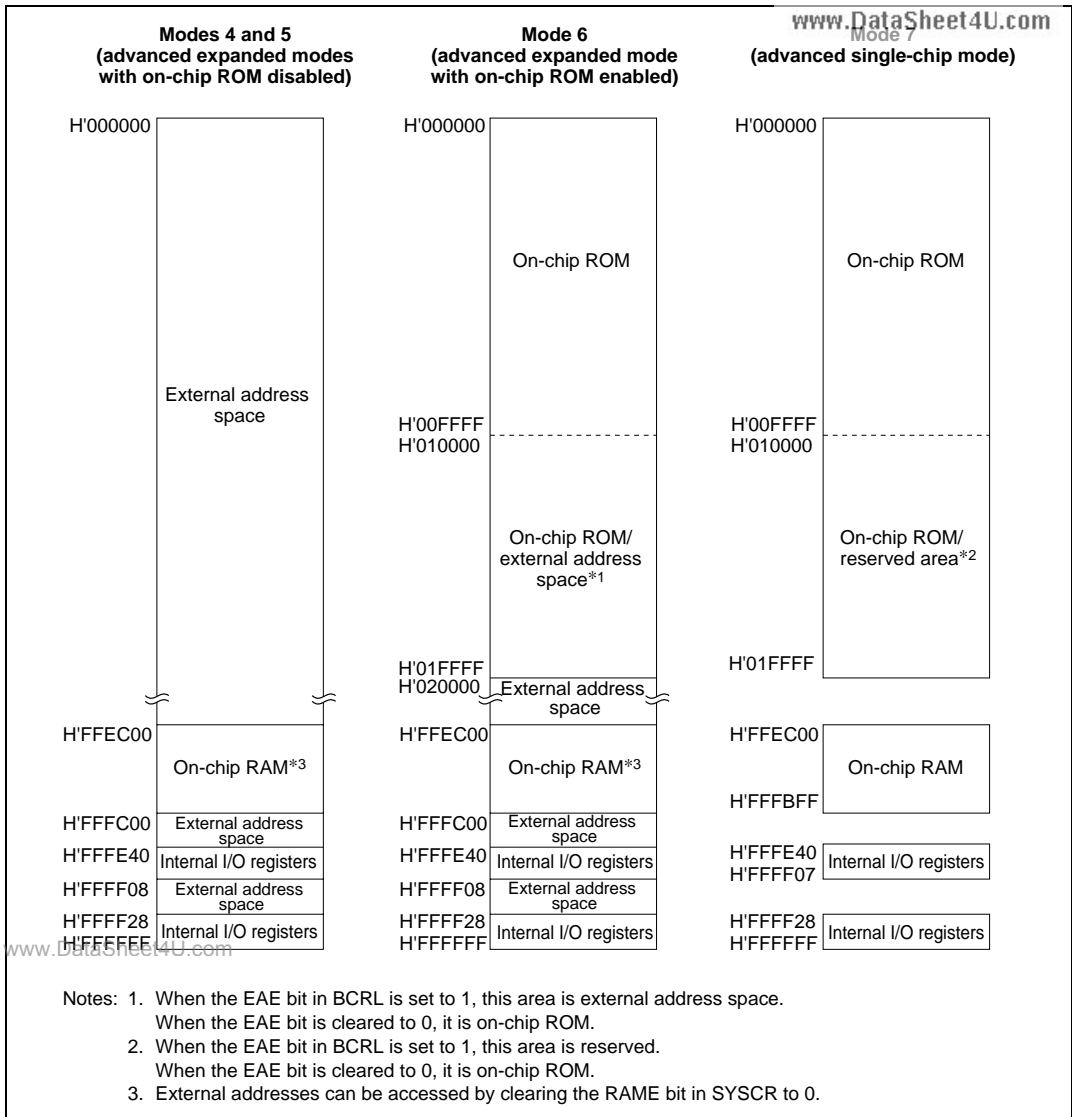 www.DataSheet4U.com
Modes 4 and 5
(advanced expanded modes
with on-chip ROM disabled)
H'000000
External address
space
H'FFEC00
On-chip RAM*3
H'FFFC00
External address
space
H'FFFE40
Internal I/O registers
H'FFFF08
External address
space
H'FFFF28
Internal I/O registers
H'FFFFFF
Mode 6
(advanced expanded mode
with on-chip ROM enabled)
H'000000
On-chip ROM
H'00FFFF
H'010000
On-chip ROM/
external address
space*1
H'01FFFF
H'020000
External address
space
H'FFEC00
On-chip RAM*3
H'FFFC00
External address
space
H'FFFE40
Internal I/O registers
H'FFFF08
External address
space
H'FFFF28
Internal I/O registers
H'FFFFFF
Mode 7
(advanced single-chip mode)
H'000000
On-chip ROM
H'00FFFF
H'010000
On-chip ROM/
reserved area*2
H'01FFFF
H'FFEC00
On-chip RAM
H'FFFBFF
H'FFFE40
Internal I/O registers
H'FFFF07
H'FFFF28
Internal I/O registers
H'FFFFFF
www.DataSheet4U.com
Notes: 1. When the EAE bit in BCRL is set to 1, this area is external address space.
When the EAE bit is cleared to 0, it is on-chip ROM.
2. When the EAE bit in BCRL is set to 1, this area is reserved.
When the EAE bit is cleared to 0, it is on-chip ROM.
3. External addresses can be accessed by clearing the RAME bit in SYSCR to 0.